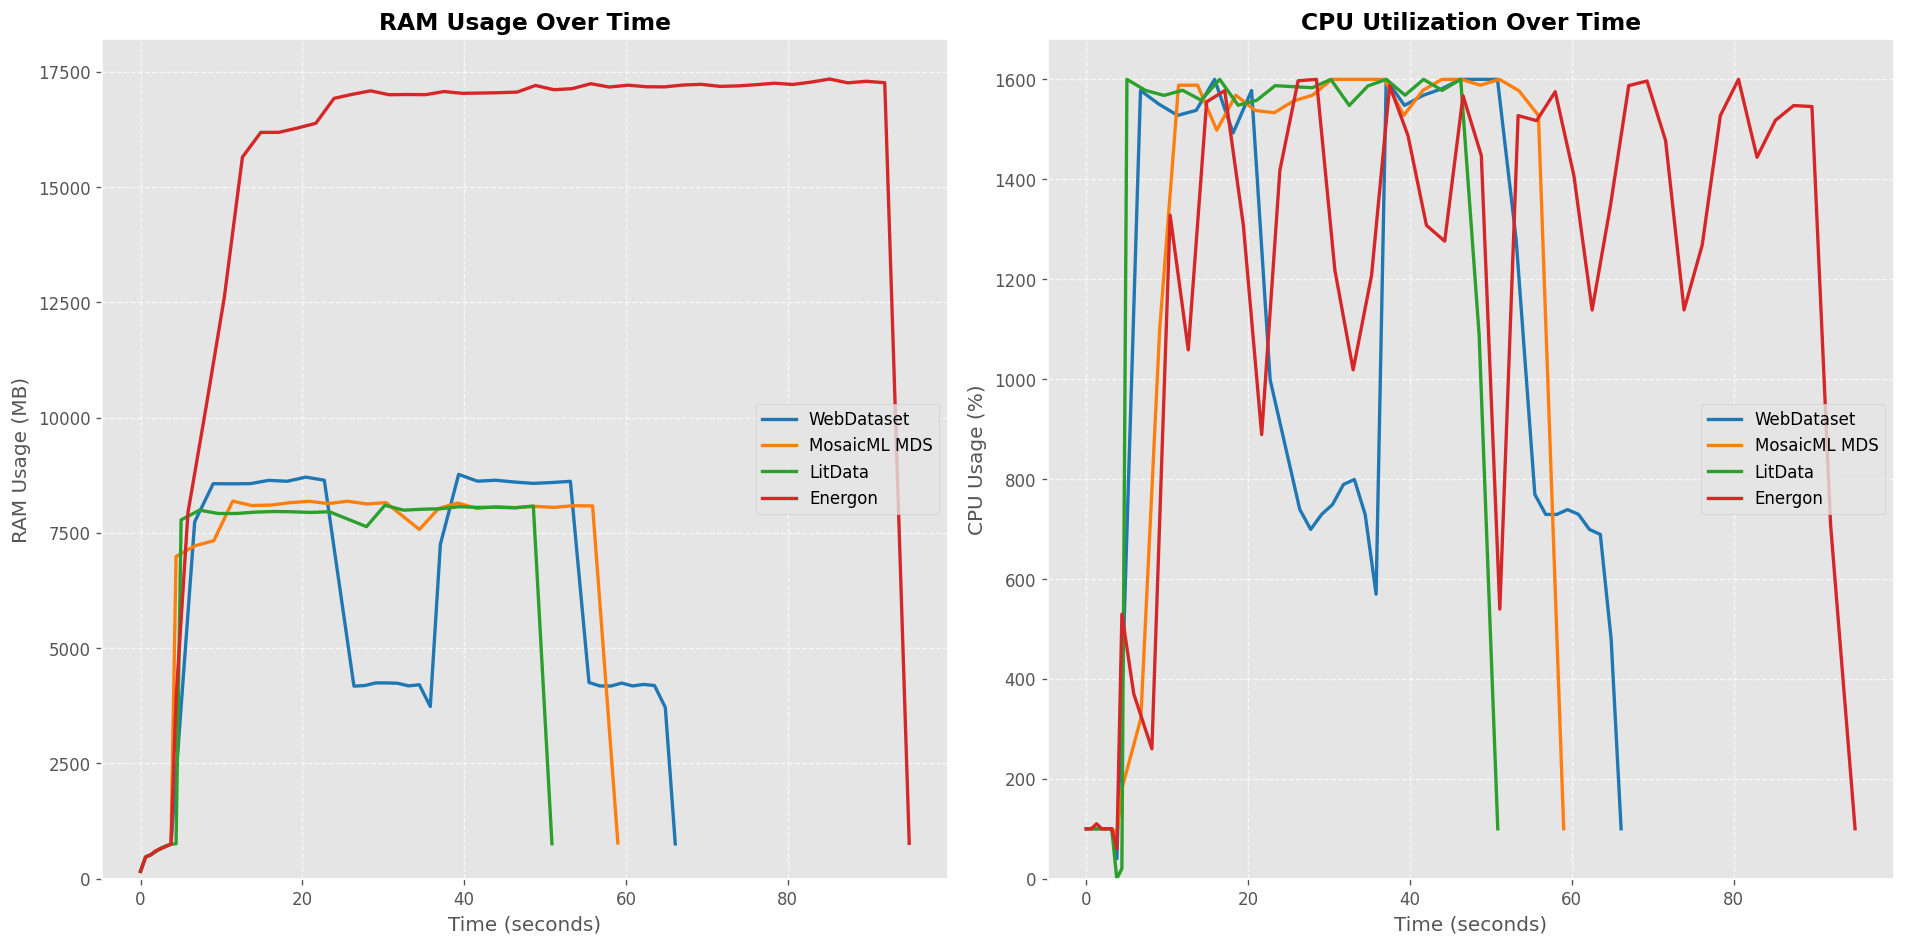 RAM Usage Over Time
RAM Usage (MB)
17500
15000
12500
10000
7500
5000
2500
0
0 20 40 60 80
Time (seconds)
WebDataset
MosaicML MDS
LitData
Energon
CPU Utilization Over Time
CPU Usage (%)
1600
1400
1200
1000
800
600
400
200
0
0 20 40 60 80
Time (seconds)
WebDataset
MosaicML MDS
LitData
Energon